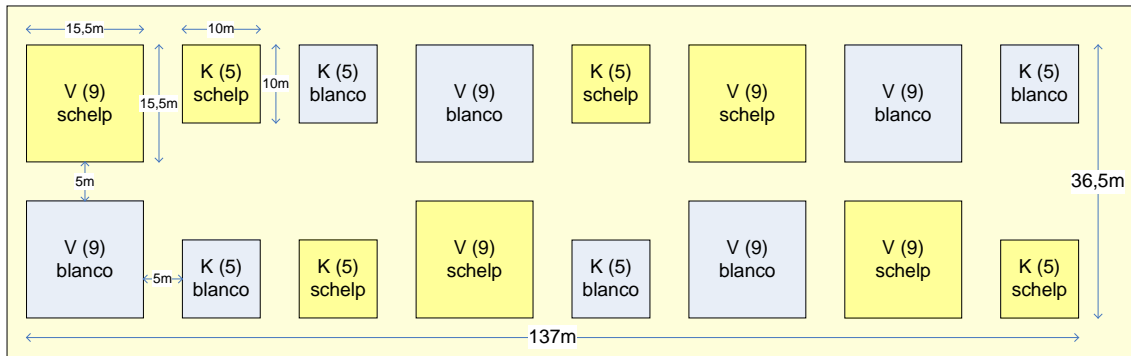 15,5m
10m
V (9)
schelp
15,5m
K (5)
schelp
10m
K (5)
blanco
V (9)
blanco
K (5)
schelp
V (9)
schelp
V (9)
blanco
K (5)
blanco
5m
36,5m
V (9)
blanco
5m
K (5)
blanco
K (5)
schelp
V (9)
schelp
K (5)
blanco
V (9)
blanco
V (9)
schelp
K (5)
schelp
137m